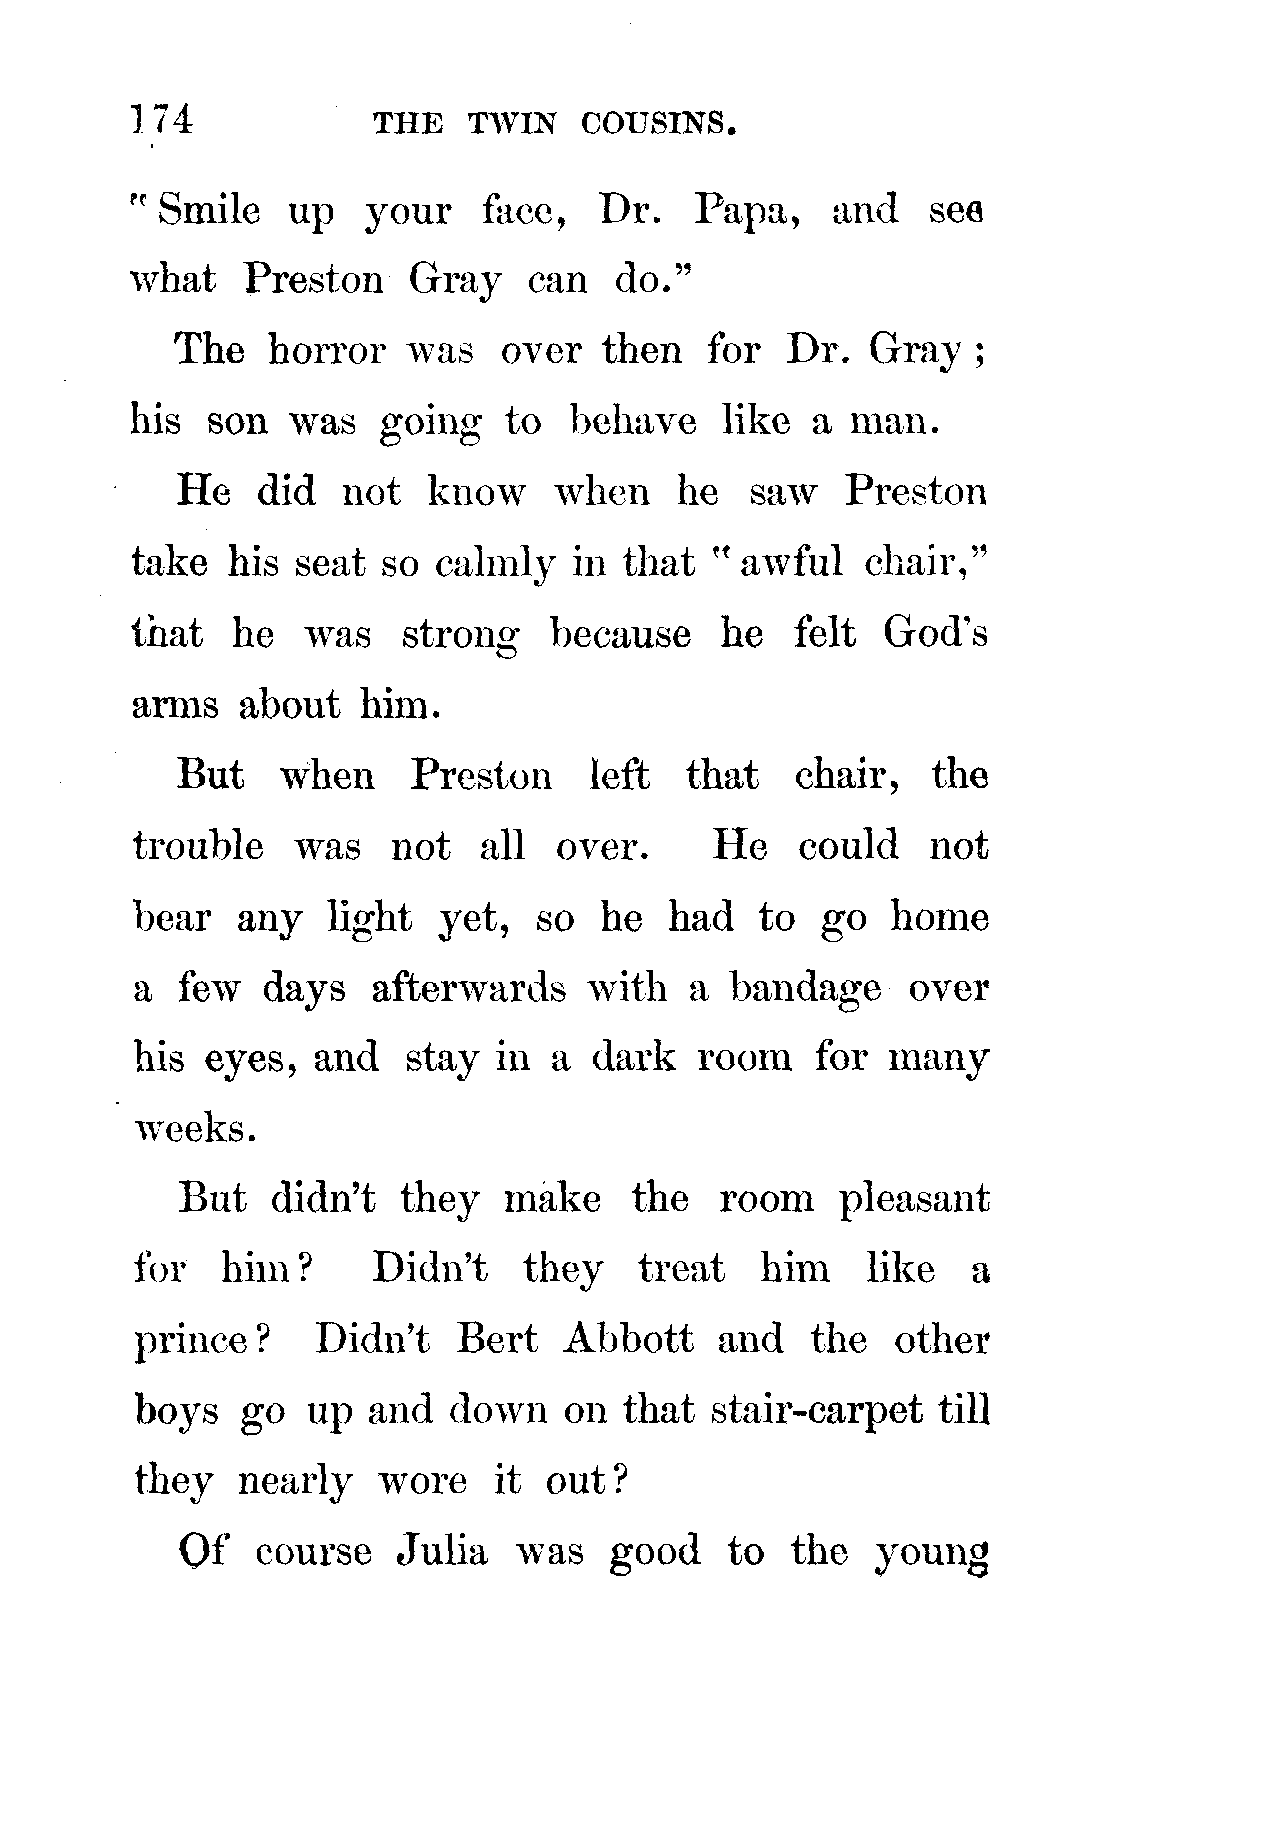 174 THE TWIN COUSINS.
"Smile up your face, Dr. Papa, and see
what Preston Gray can do."
The horror was over then for Dr. Gray;
his son was going to behave like a man.
He did not know when he saw Preston
take his seat so calmly in that "awful chair,"
that he was strong because he felt God's
arms about him.
But when Preston left that chair, the
trouble was not all over. He could not
bear any light yet, so he had to go home
a few days afterwards with a bandage over
his eyes, and stay in a dark room for many
weeks.
But didn't they make the room pleasant
for him? Didn't they treat him like a
prince? Didn't Bert Abbott and the other
boys go up and down on that stair-carpet till
they nearly wore it out?
Of course Julia was good to the young